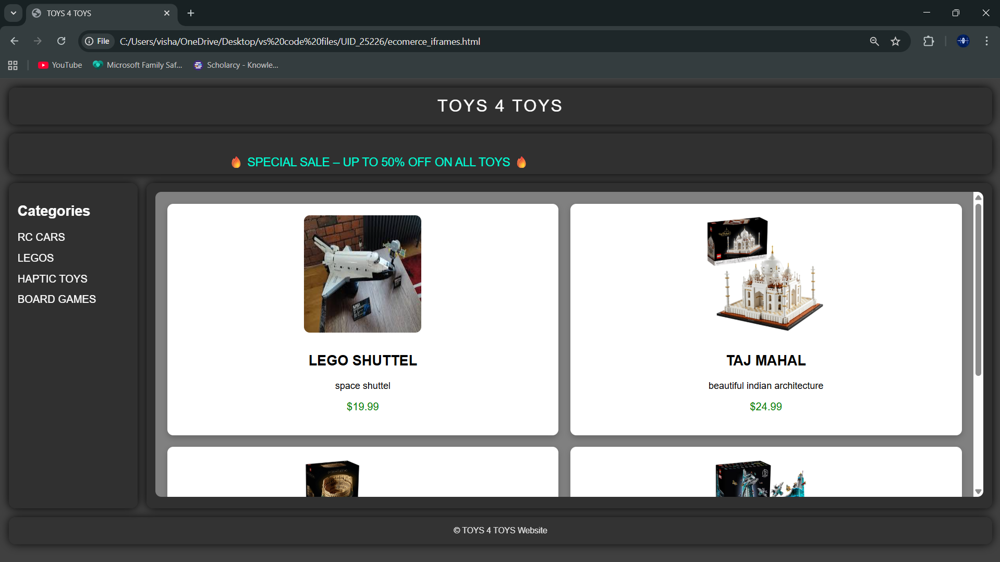 TOYS 4 TOYS
File
C:/Users/visha/OneDrive/Desktop/vs%20code%20files/UID_25226/ecomerce_iframes.html
YouTube
Microsoft Family Saf...
Scholarcy - Knowle...
TOYS 4 TOYS
🔥 SPECIAL SALE – UP TO 50% OFF ON ALL TOYS 🔥
Categories
RC CARS
LEGOS
HAPTIC TOYS
BOARD GAMES
NASA
LEGO SHUTTEL
space shuttel
$19.99
Taj Mahal
TAJ MAHAL
beautiful indian architecture
$24.99
© TOYS 4 TOYS Website